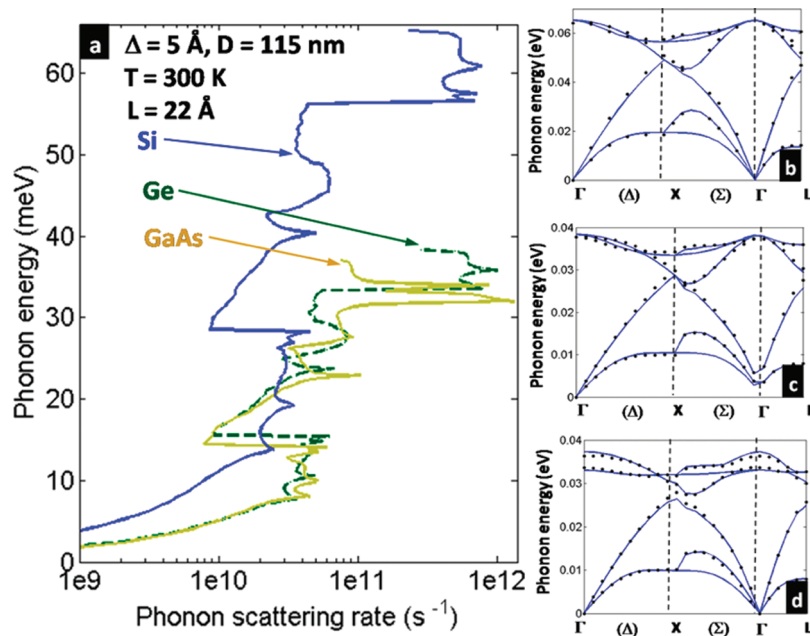 a
Δ = 5 Å, D = 115 nm
T = 300 K
L = 22 Å
Si
Ge
GaAs
60
50
40
30
20
10
0
Phonon energy (meV)
1e9 1e10 1e11 1e12
Phonon scattering rate (s⁻¹)
Phonon energy (eV)
0.06
0.04
0.02
0
b
Γ (Δ) X (Σ) Γ L
Phonon energy (eV)
0.04
0.03
0.02
0.01
0
c
Γ (Δ) X (Σ) Γ L
Phonon energy (eV)
0.04
0.03
0.02
0.01
0
d
Γ (Δ) X (Σ) Γ L